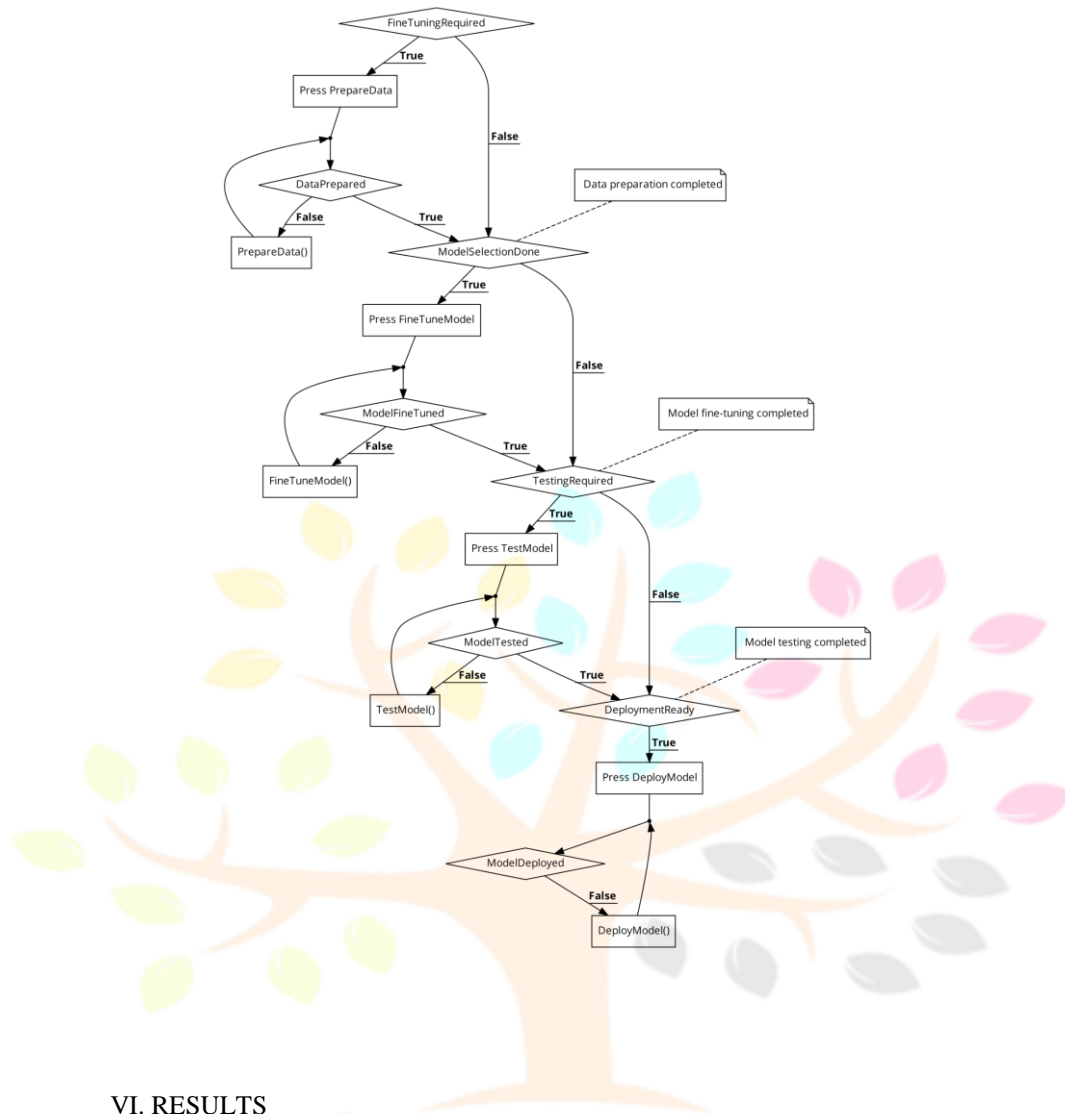 FineTuningRequired
True
Press PrepareData
False
DataPrepared
Data preparation completed
False
True
PrepareData()
ModelSelectionDone
True
Press FineTuneModel
False
ModelFineTuned
Model fine-tuning completed
False
True
FineTuneModel()
TestingRequired
True
Press TestModel
False
ModelTested
Model testing completed
False
True
TestModel()
DeploymentReady
True
Press DeployModel
ModelDeployed
False
DeployModel()
VI. RESULTS